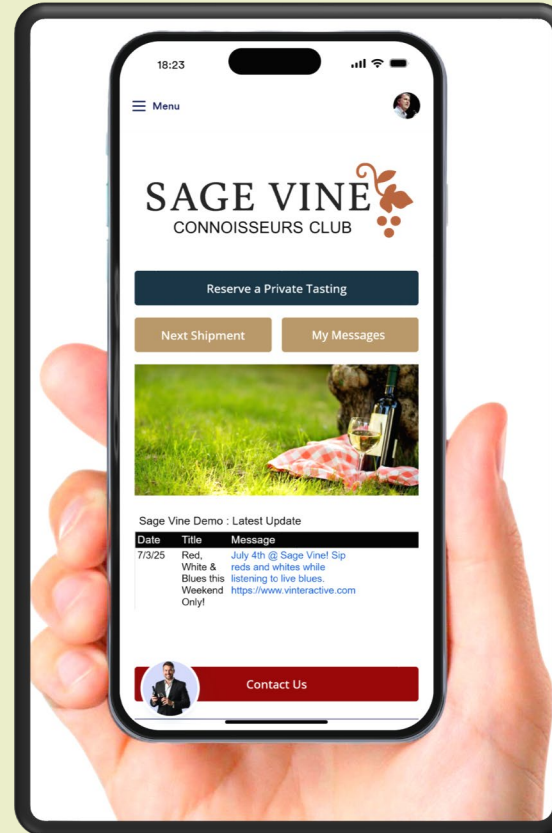 18:23
Menu
SAGE VINE
CONNOISSEURS CLUB
Reserve a Private Tasting
Next Shipment
My Messages
Sage Vine Demo : Latest Update
Date Title Message
7/3/25 Red, July 4th @ Sage Vine! Sip
White & reds and whites while
Blues this listening to live blues.
Weekend https://www.vinteractive.com
Only!
Contact Us